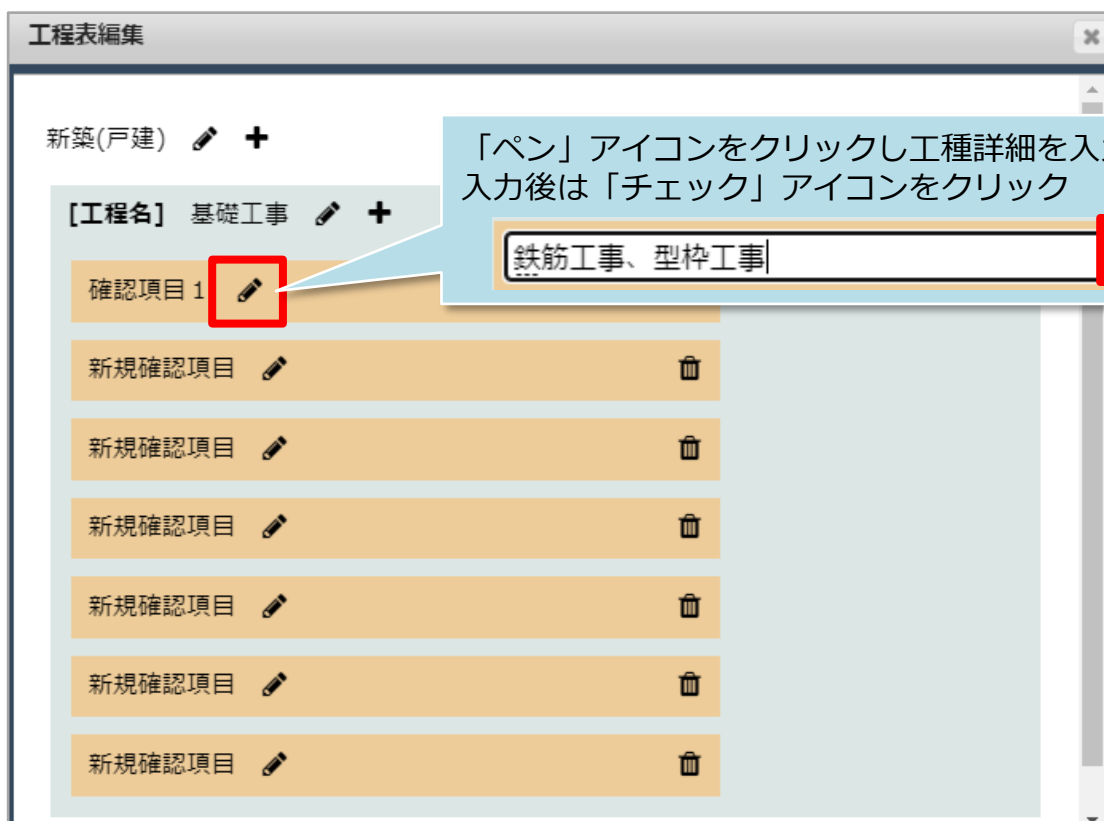 工程表編集
新築(戸建)
「ペン」アイコンをクリックし工種詳細を入
入力後は「チェック」アイコンをクリック
[工程名] 基礎工事
鉄筋工事、型枠工事
確認項目1
新規確認項目
新規確認項目
新規確認項目
新規確認項目
新規確認項目
新規確認項目